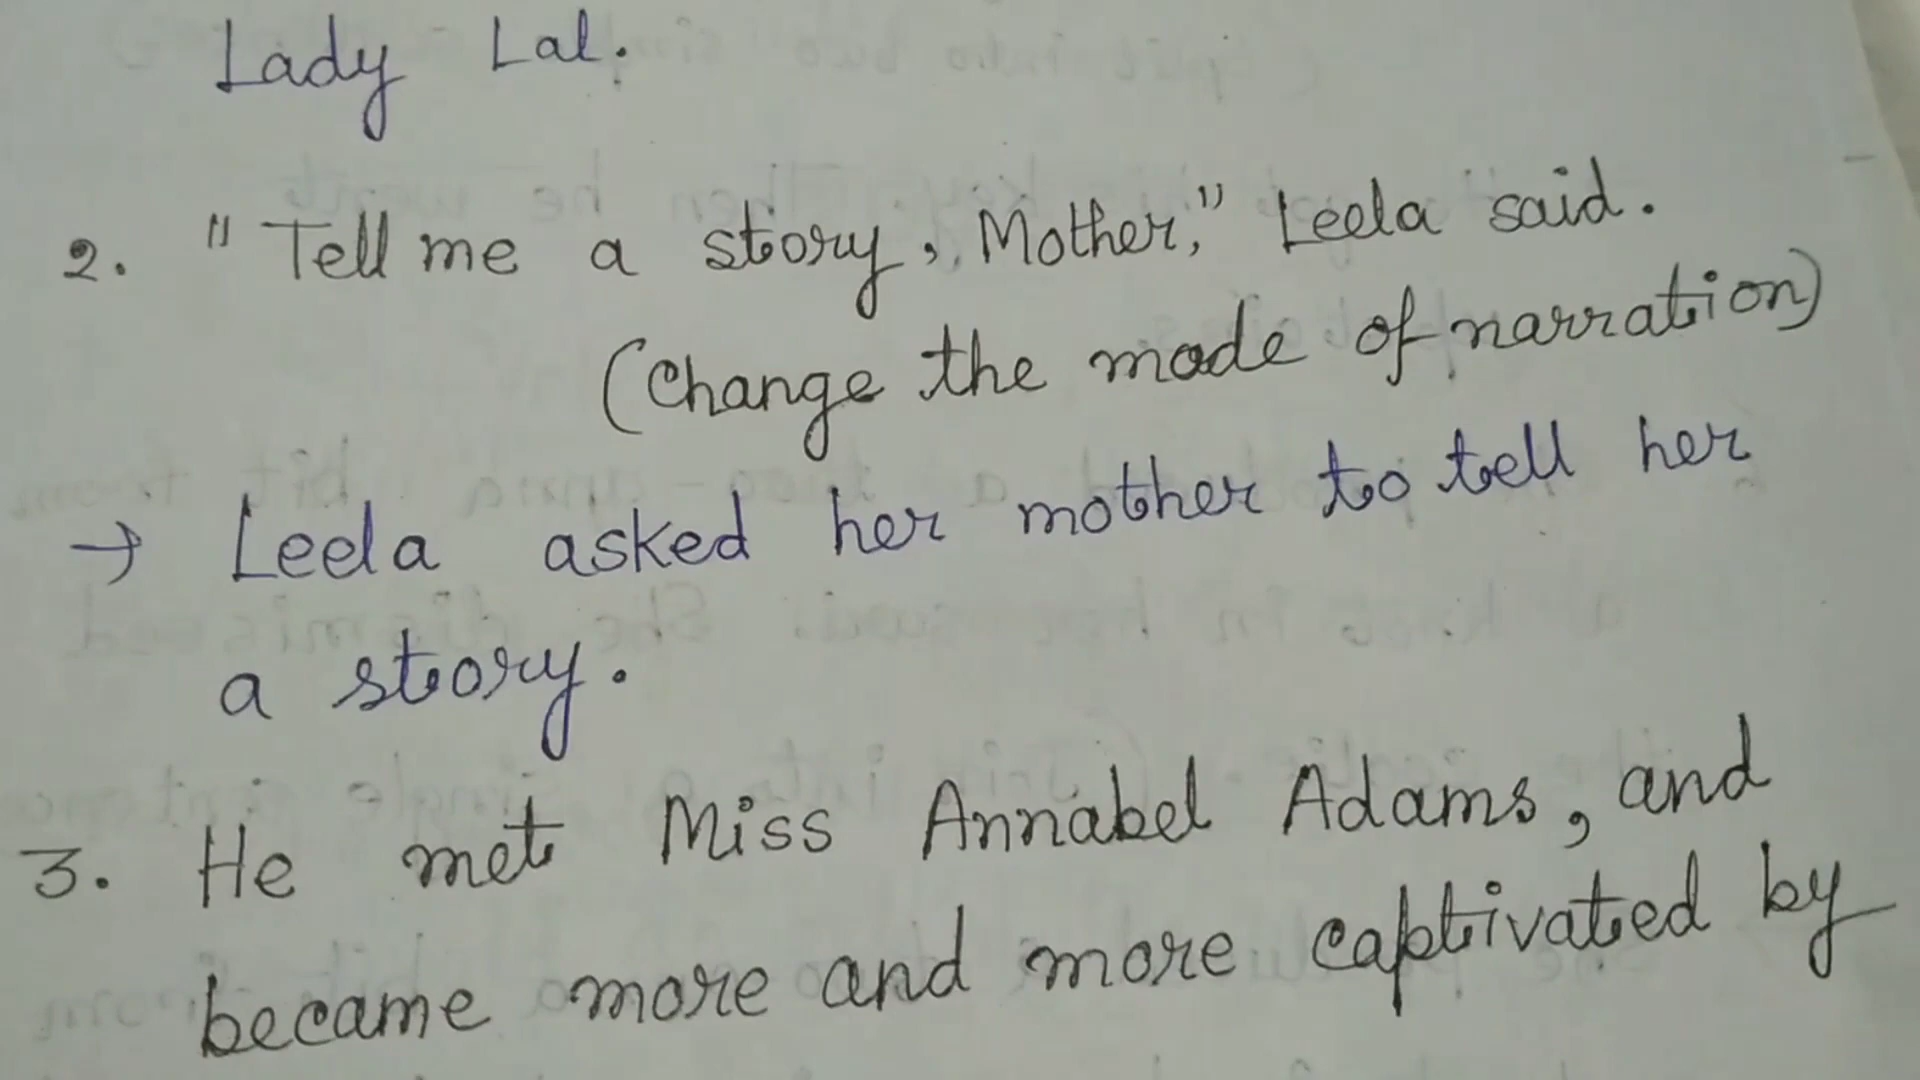 Lady Lal.
2. "Tell me a story, Mother," Leela said.
(Change the mode of narration)
→ Leela asked her mother to tell her
a story.
3. He met Miss Annabel Adams, and
became more and more captivated by